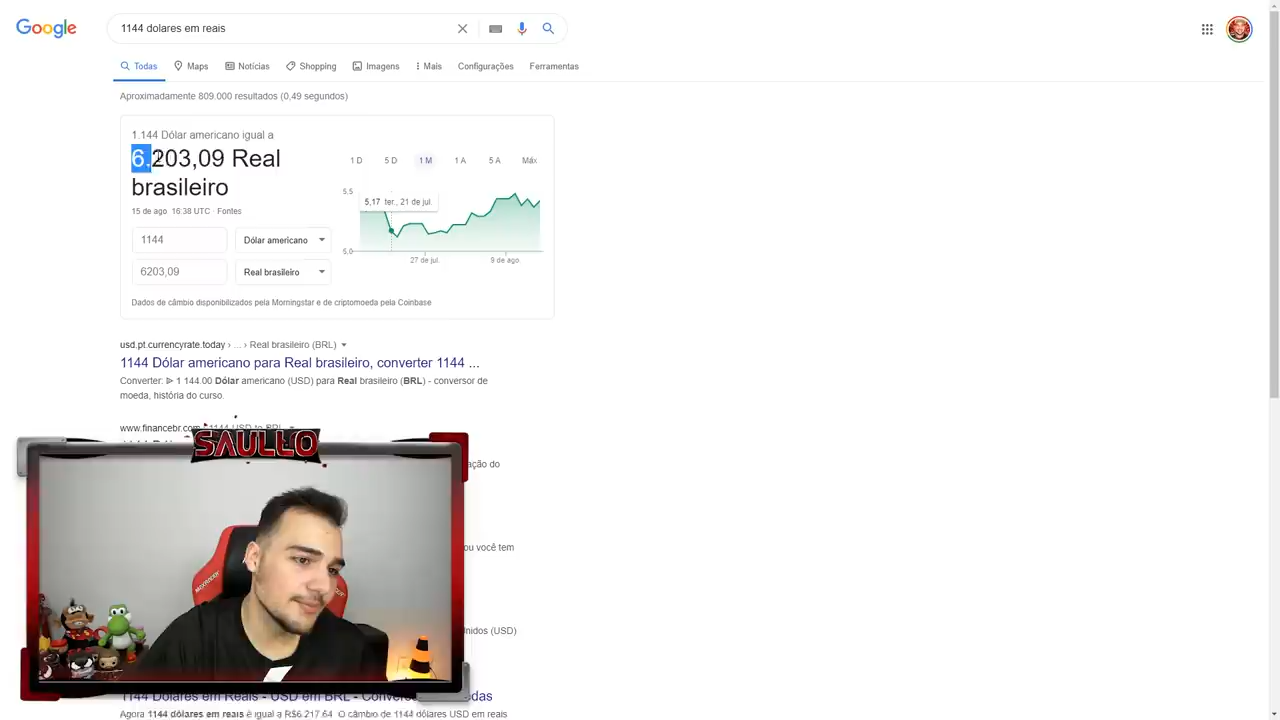 Google
1144 dolares em reais
Todas
Maps
Notícias
Shopping
Imagens
Mais
Configurações
Ferramentas
Aproximadamente 809.000 resultados (0,49 segundos)
1.144 Dólar americano igual a
6.203,09 Real
brasileiro
15 de ago 16:38 UTC · Fontes
1 D
5 D
1 M
1 A
5 A
Máx
5,5
5,17 ter., 21 de jul.
5,0
27 de jul.
9 de ago.
1144
Dólar americano
6203,09
Real brasileiro
Dados de câmbio disponibilizados pela Morningstar e de criptomoeda pela Coinbase
usd.pt.currencyrate.today › ... › Real brasileiro (BRL)
1144 Dólar americano para Real brasileiro, converter 1144 ...
Converter: ᐉ 1 144.00 Dólar americano (USD) para Real brasileiro (BRL) - conversor de
moeda, história do curso.
www.financebr.com › 1144-USD-to-BRL
SAULLO
ação do
ou você tem
nidos (USD)
1144 Dólares em Reais - USD em BRL - Conver das
Agora 1144 dolares em reais é igual a R$6.217,64 O câmbio de 1144 dólares USD em reais